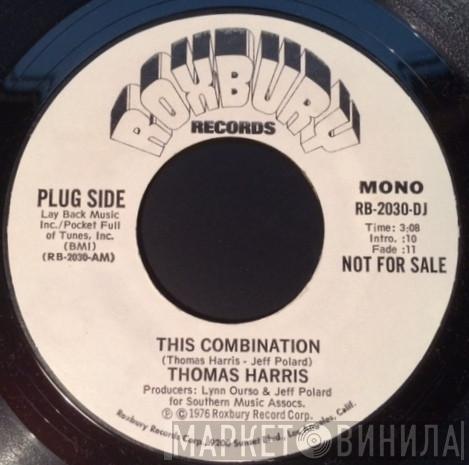 ROXBURY
RECORDS
PLUG SIDE
Lay Back Music
Inc./Pocket Full
of Tunes, Inc.
(BMI)
(RB-2030-AM)
MONO
RB-2030-DJ
Time: 3:08
Intro. :10
Fade :11
NOT FOR SALE
THIS COMBINATION
(Thomas Harris - Jeff Polard)
THOMAS HARRIS
Producers: Lynn Ourso & Jeff Polard
for Southern Music Assocs.
Ⓟ © 1976 Roxbury Record Corp.
Roxbury Records Corp., 9200 Sunset Blvd., Los Angeles, Calif.
МАРКЕТ ВИНИЛА